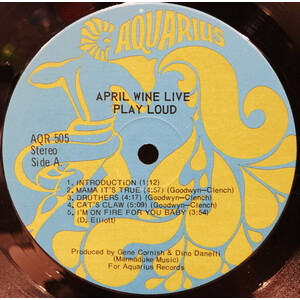 AQUARIUS
APRIL WINE LIVE
PLAY LOUD
AQR 505
Stereo
Side A
1. INTRODUCTION (1:12)
2. MAMA IT'S TRUE (4:57) (Goodwyn—Clench)
3. DRUTHERS (4:17) (Goodwyn—Clench)
4. CAT'S CLAW (5:09) (Goodwyn—Clench)
5. I'M ON FIRE FOR YOU BABY (3:54)
(D. Elliott)
Produced by Gene Cornish & Dino Danelli
(Marmaduke Music)
For Aquarius Records